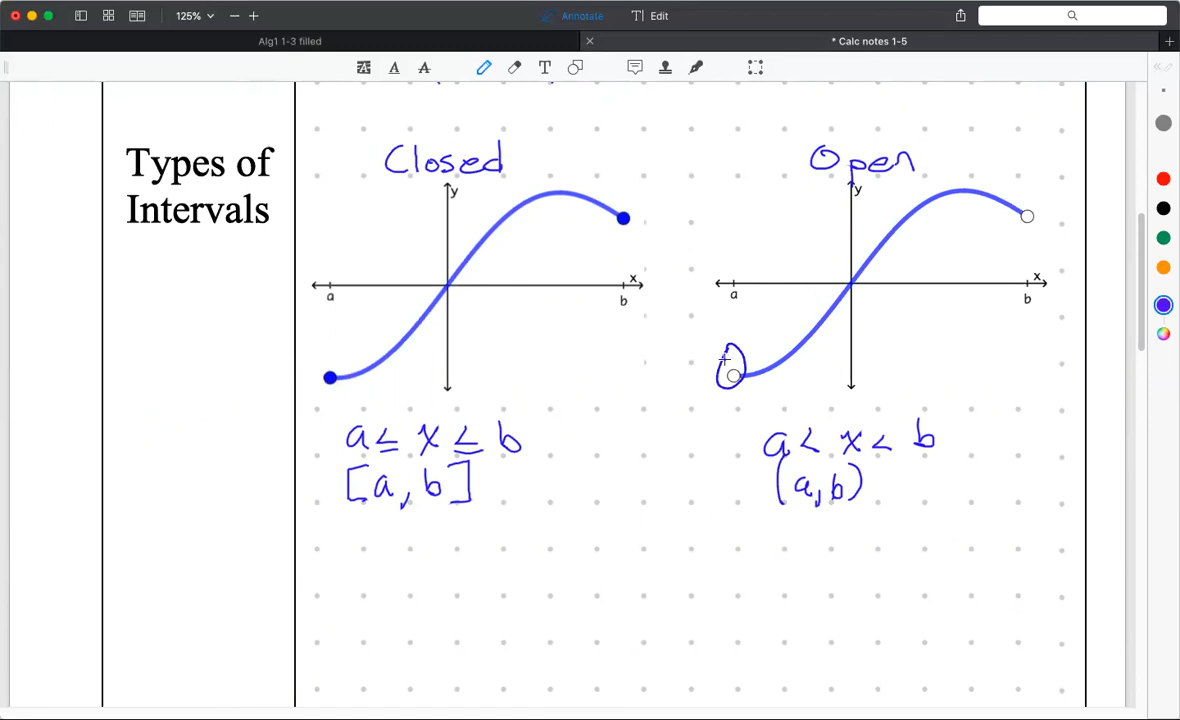 125%
Annotate
Edit
Alg1 1-3 filled
* Calc notes 1-5
Types of
Intervals
Closed
y
x
a
b
a ≤ x ≤ b
[a, b]
Open
y
x
a
b
a < x < b
(a, b)